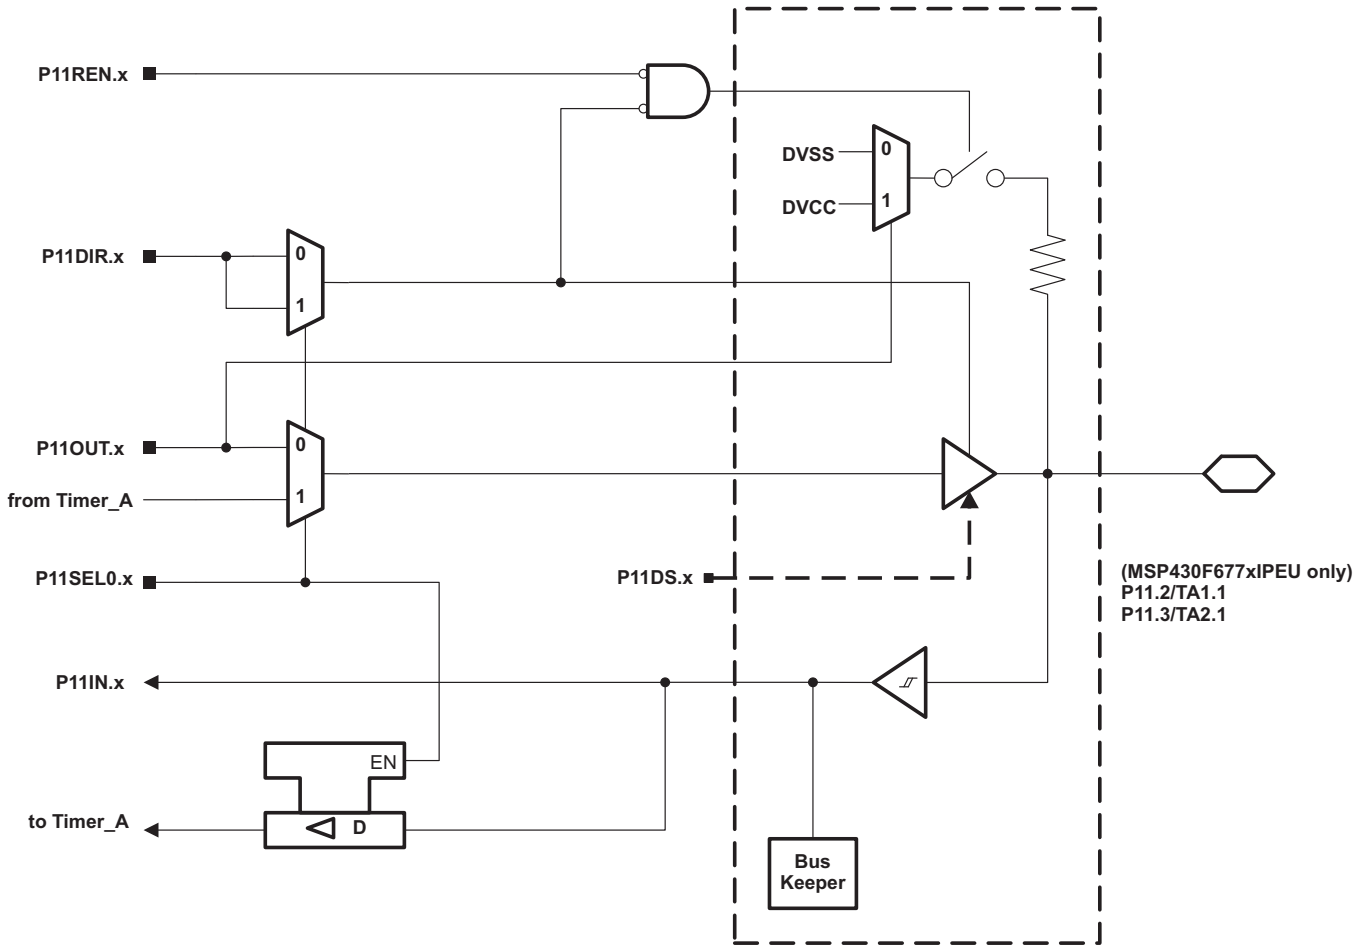 P11REN.x
DVSS
0
DVCC
1
P11DIR.x
0
1
P11OUT.x
0
from Timer_A
1
P11SEL0.x
P11DS.x
(MSP430F677xIPEU only)
P11.2/TA1.1
P11.3/TA2.1
P11IN.x
EN
to Timer_A
D
Bus
Keeper